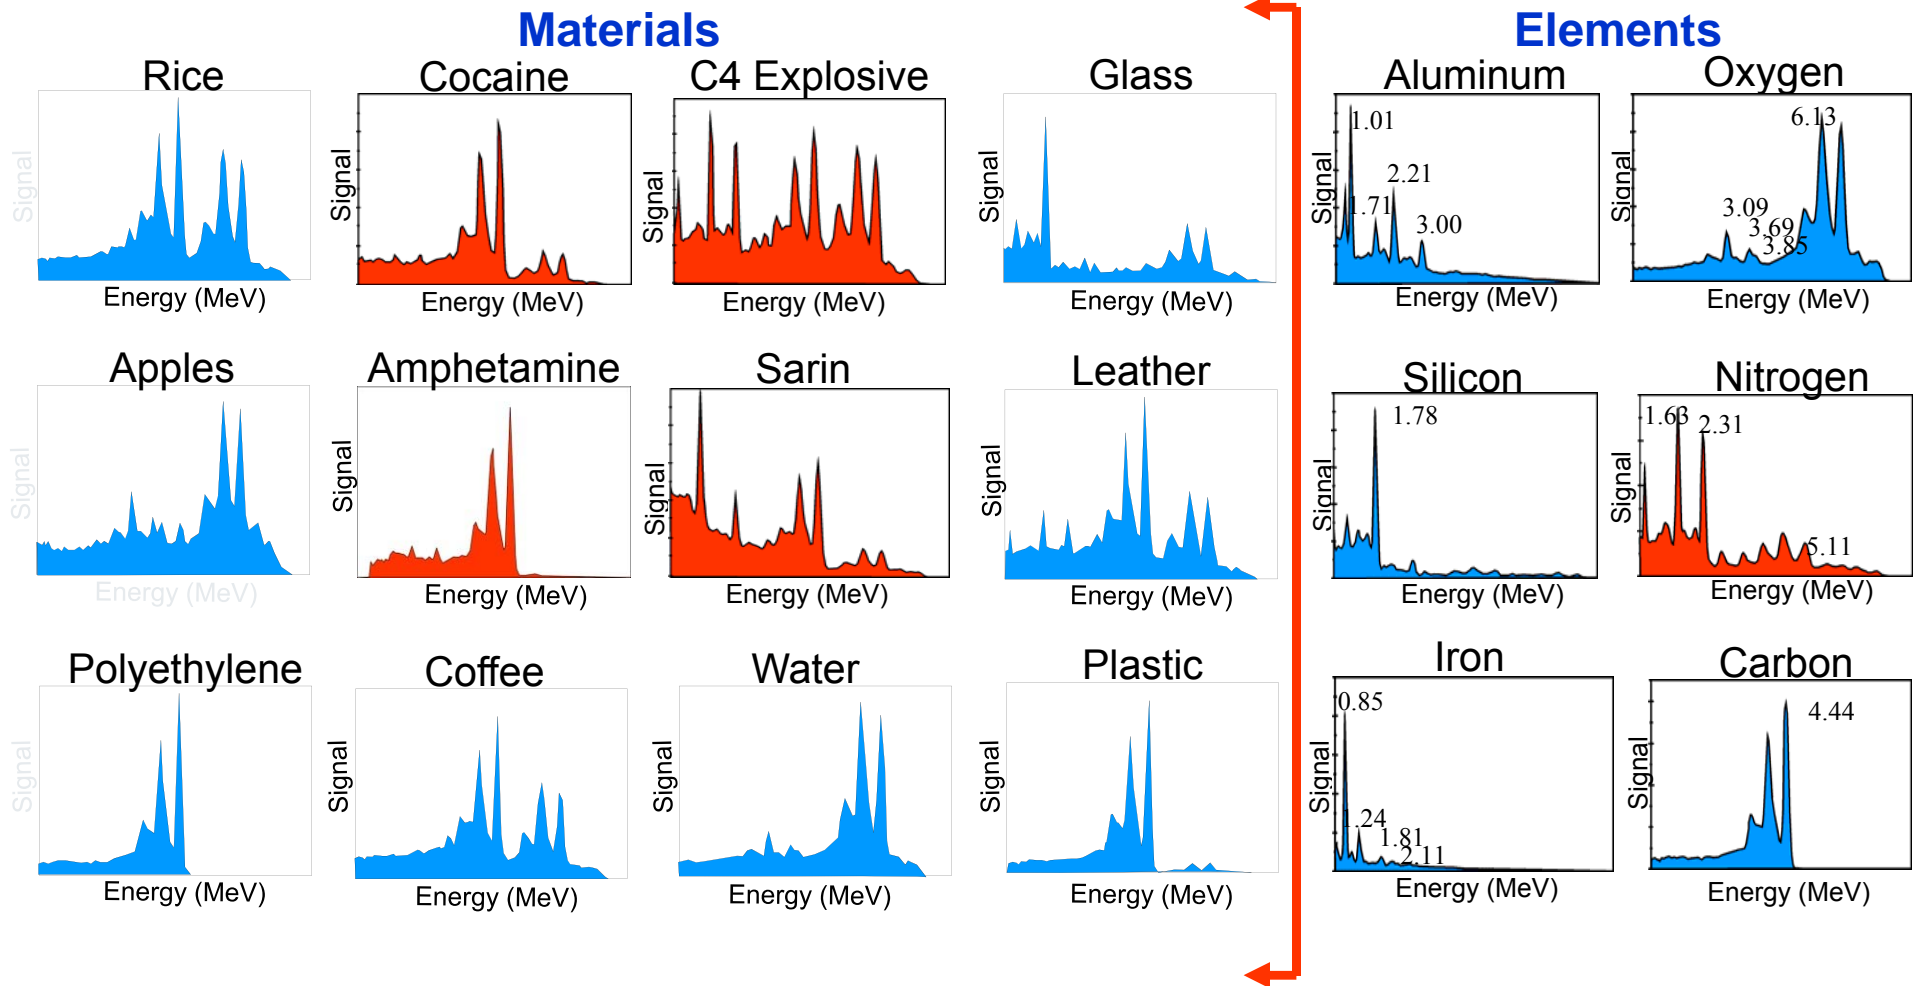 Materials
Elements
Rice
Cocaine
C4 Explosive
Glass
Aluminum
Oxygen
Signal
Energy (MeV)
Signal
Energy (MeV)
Signal
Energy (MeV)
Signal
Energy (MeV)
Signal
1.01
1.71
2.21
3.00
Energy (MeV)
Signal
6.13
3.09
3.69
3.85
Energy (MeV)
Apples
Amphetamine
Sarin
Leather
Silicon
Nitrogen
Signal
Energy (MeV)
Signal
Energy (MeV)
Signal
Energy (MeV)
Signal
Energy (MeV)
Signal
1.78
Energy (MeV)
Signal
1.63
2.31
5.11
Energy (MeV)
Polyethylene
Coffee
Water
Plastic
Iron
Carbon
Signal
Energy (MeV)
Signal
Energy (MeV)
Signal
Energy (MeV)
Signal
Energy (MeV)
Signal
0.85
1.24
1.81
2.11
Energy (MeV)
Signal
4.44
Energy (MeV)